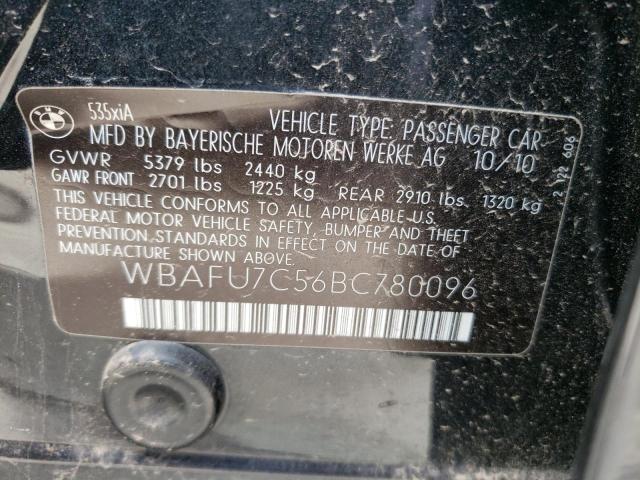 BMW
535xiA
VEHICLE TYPE: PASSENGER CAR
MFD BY BAYERISCHE MOTOREN WERKE AG 10/10
GVWR 5379 lbs 2440 kg
GAWR FRONT 2701 lbs 1225 kg REAR 2910 lbs. 1320 kg
THIS VEHICLE CONFORMS TO ALL APPLICABLE U.S.
FEDERAL MOTOR VEHICLE SAFETY, BUMPER AND THEFT
PREVENTION STANDARDS IN EFFECT ON THE DATE OF
MANUFACTURE SHOWN ABOVE.
WBAFU7C56BC780096
606